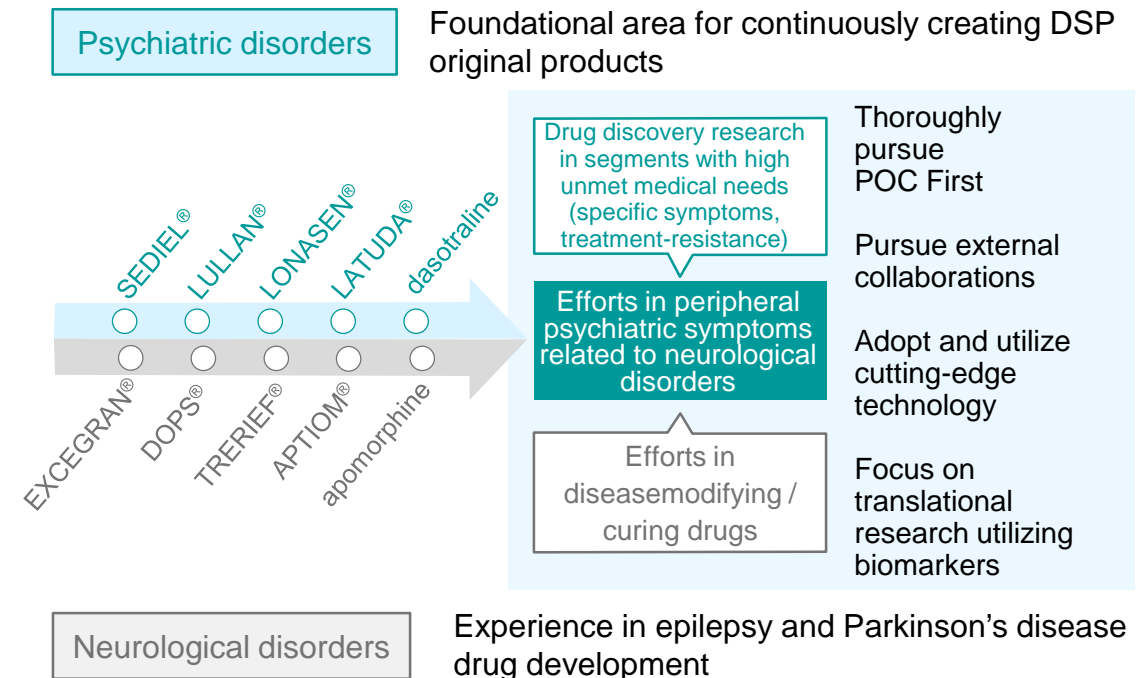 Psychiatric disorders
Foundational area for continuously creating DSP
original products
SEDIEL®
LULLAN®
LONASEN®
LATUDA®
dasotraline
EXCEGRAN®
DOPS®
TRERIEF®
APTIOM®
apomorphine
Drug discovery research
in segments with high
unmet medical needs
(specific symptoms,
treatment-resistance)
Efforts in peripheral
psychiatric symptoms
related to neurological
disorders
Efforts in
diseasemodifying /
curing drugs
Thoroughly
pursue
POC First
Pursue external
collaborations
Adopt and utilize
cutting-edge
technology
Focus on
translational
research utilizing
biomarkers
Neurological disorders
Experience in epilepsy and Parkinson’s disease
drug development